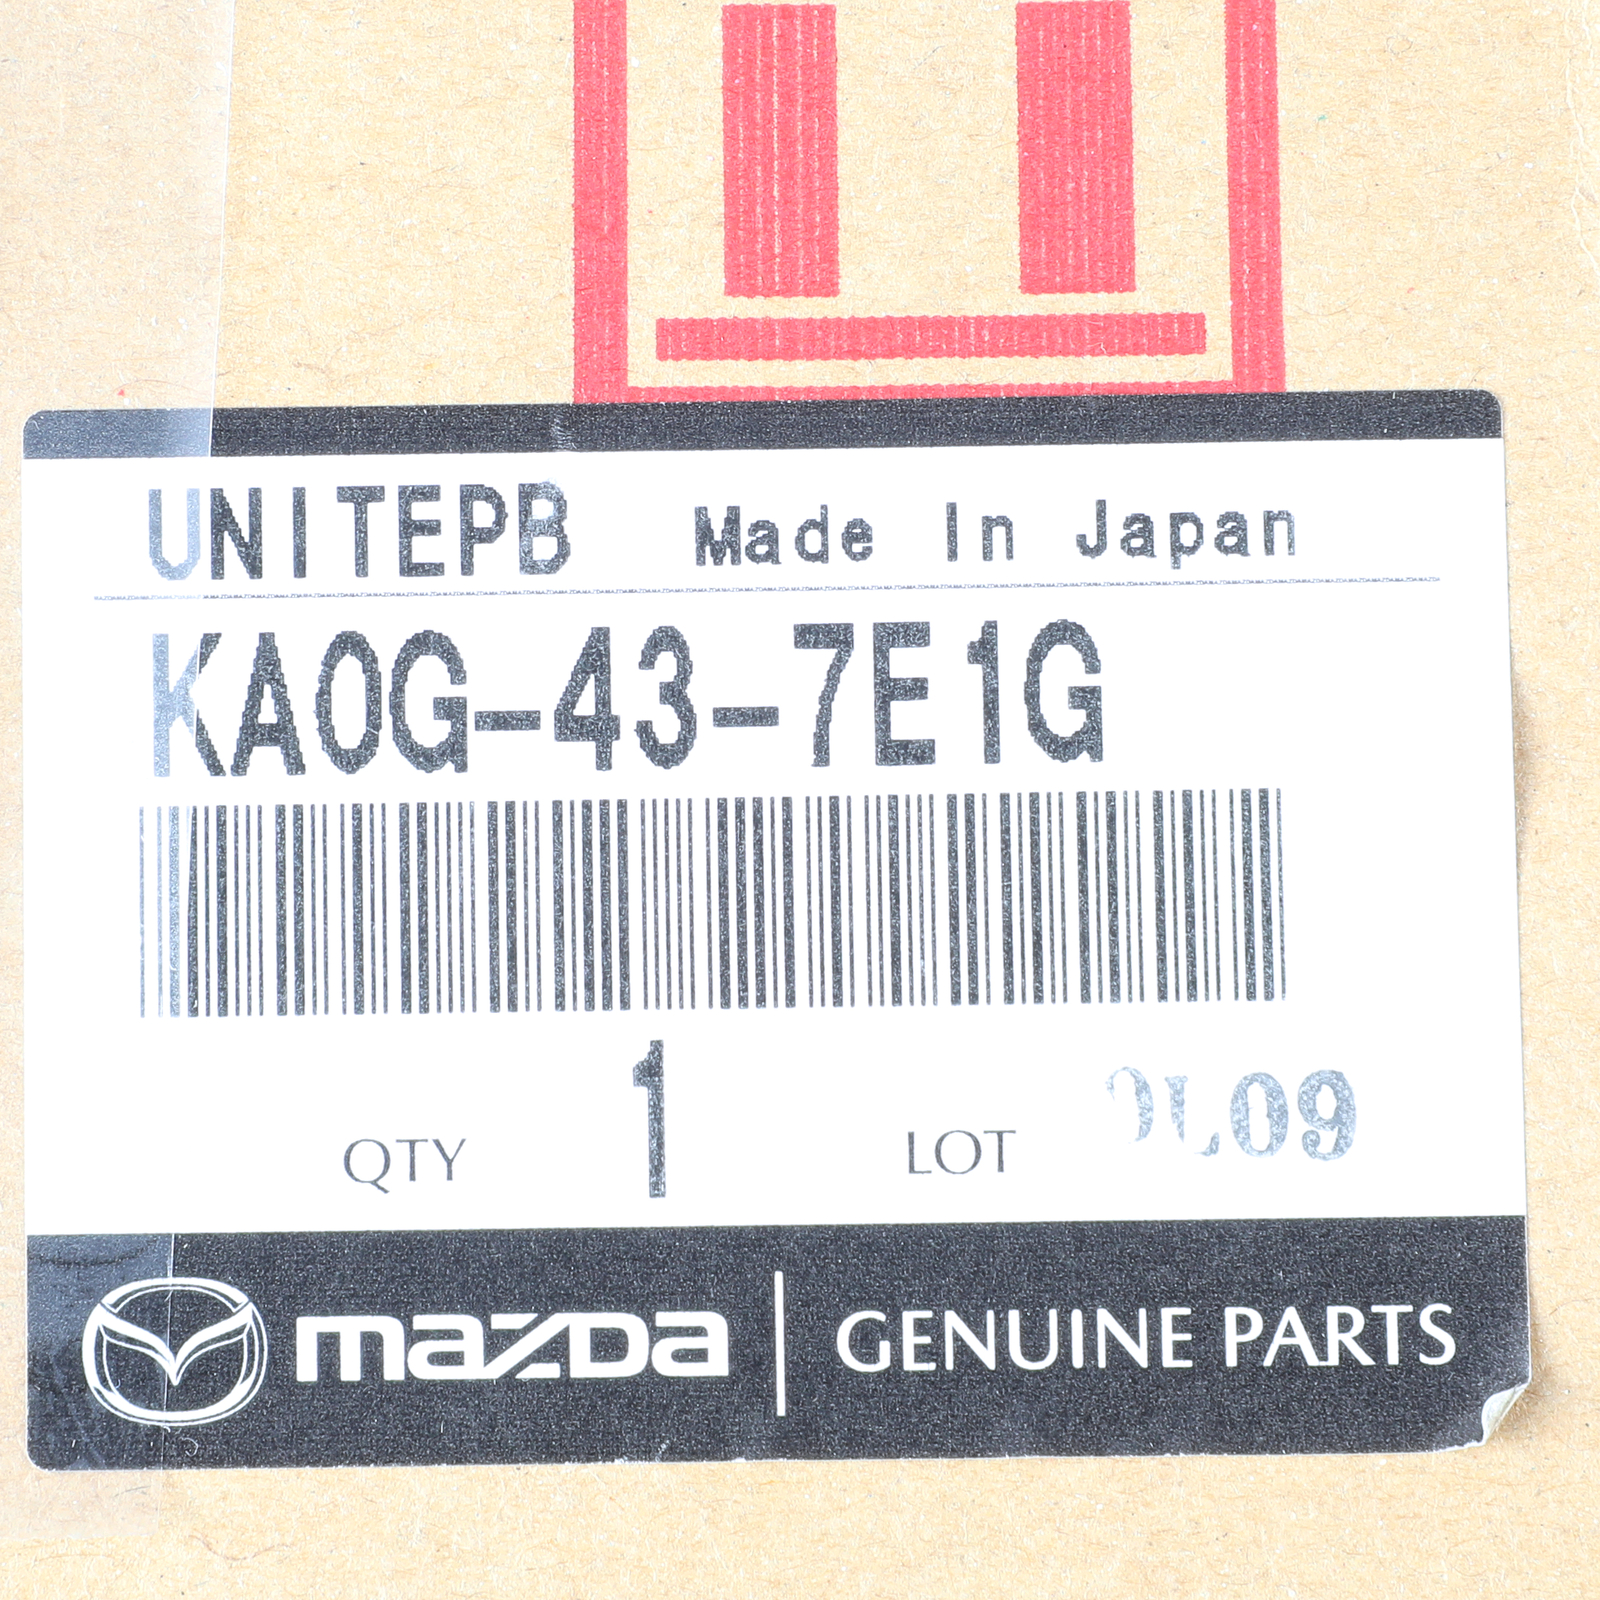 UNITEPB Made In Japan
KA0G-43-7E1G
QTY 1 LOT
mazda GENUINE PARTS